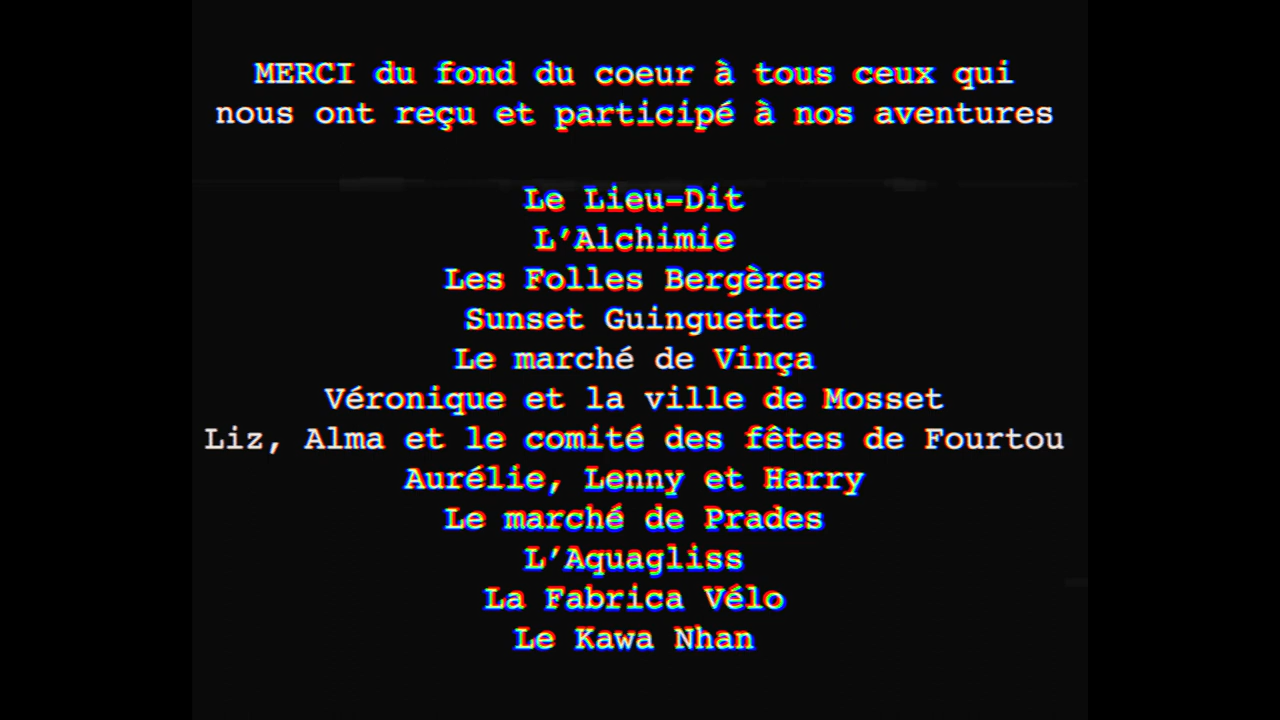 MERCI du fond du coeur à tous ceux qui
nous ont reçu et participé à nos aventures
Le Lieu-Dit
L’Alchimie
Les Folles Bergères
Sunset Guinguette
Le marché de Vinça
Véronique et la ville de Mosset
Liz, Alma et le comité des fêtes de Fourtou
Aurélie, Lenny et Harry
Le marché de Prades
L’Aquagliss
La Fabrica Vélo
Le Kawa Nhan